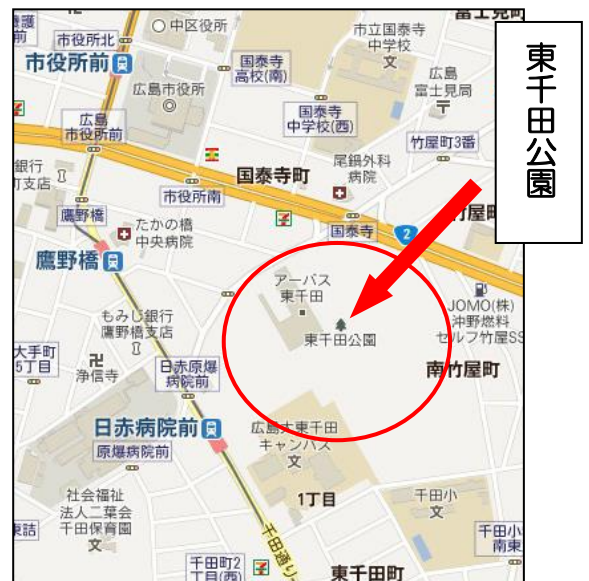 富士見町
中区役所
市立国泰寺
中学校
文
市役所北
市役所前
国泰寺
高校(南)
広島
富士見局
〒
広島市役所
東千田公園
広島
市役所前
国泰寺
中学校(西)
竹屋町3番
銀行
支店
国泰寺町
尾鍋外科
病院
市役所南
鷹野橋
たかの橋
中央病院
国泰寺
2
竹屋町
鷹野橋
アーバス
東千田
JOMO(株)
沖野燃料
セルフ竹屋SS
もみじ銀行
鷹野橋支店
東千田公園
大手町
5丁目
卍
浄信寺
日赤原爆
病院前
南竹屋町
日赤病院前
広島大東千田
キャンパス
文
原爆病院前
社会福祉
法人二葉会
千田保育園
文
1丁目
千田小
文
東詰
千田通り
千田小
南東
千田町2
丁目(西)
東千田町